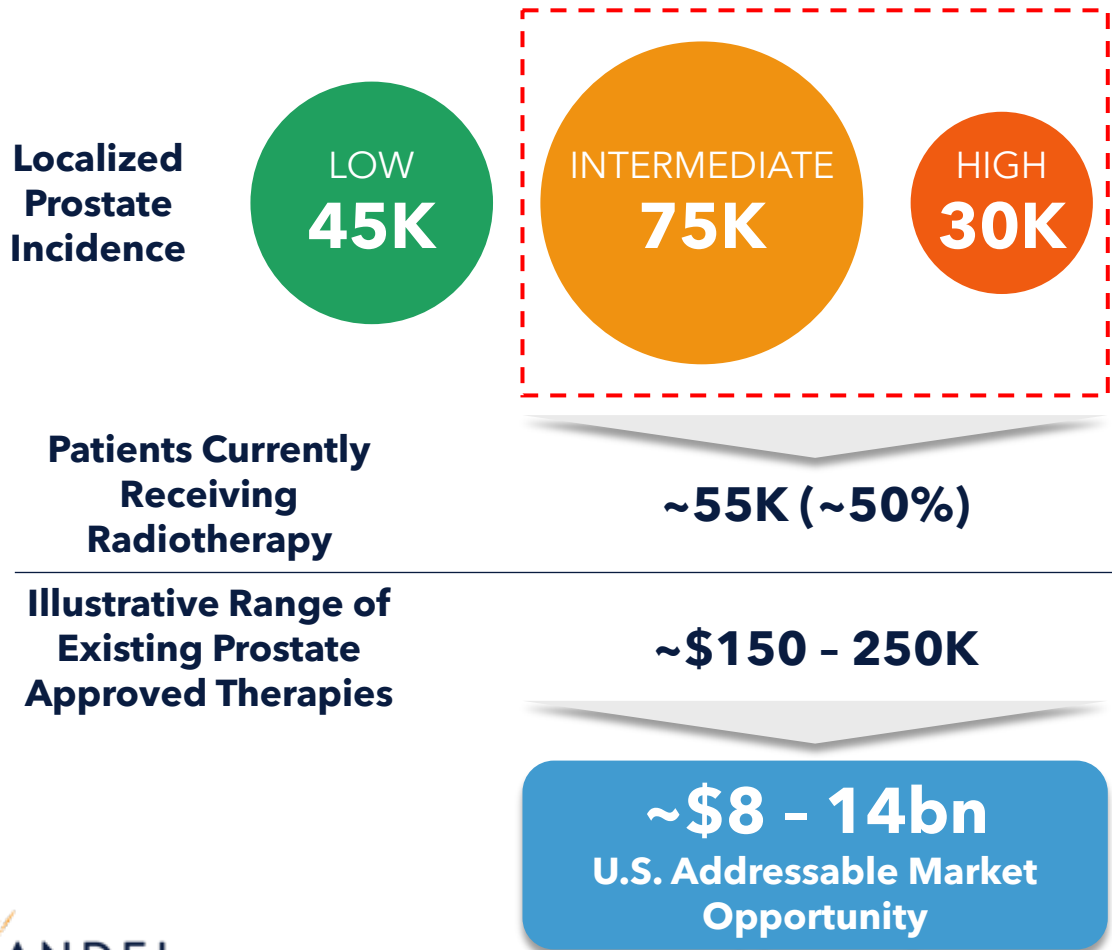 Localized
Prostate
Incidence
LOW
45K
INTERMEDIATE
75K
HIGH
30K
Patients Currently
Receiving
Radiotherapy
~55K (~50%)
Illustrative Range of
Existing Prostate
Approved Therapies
~$150 – 250K
~$8 – 14bn
U.S. Addressable Market
Opportunity